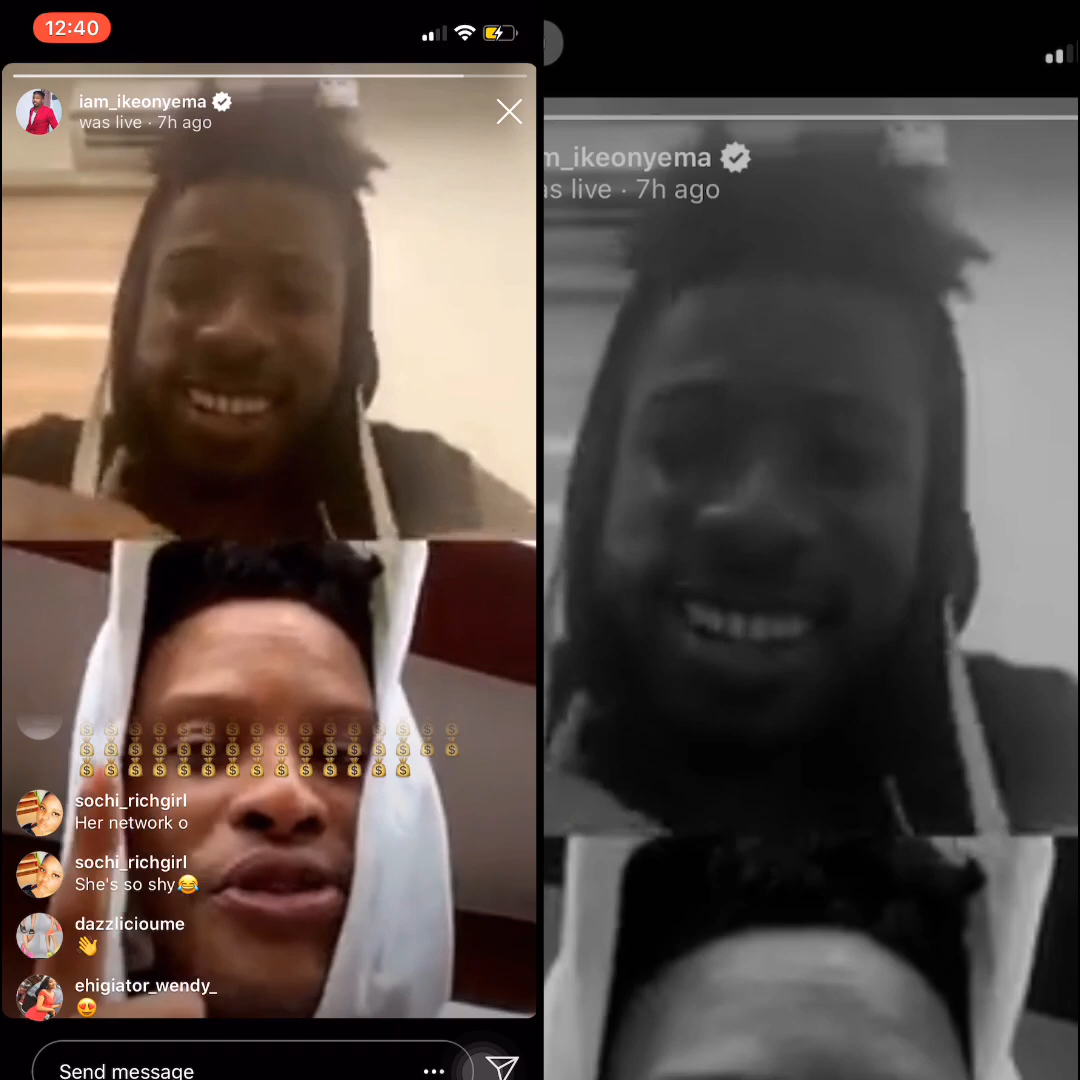 12:40
iam_ikeonyema
was live · 7h ago
sochi_richgirl
Her network o
sochi_richgirl
She's so shy😂
dazzlicioume
👋
ehigiator_wendy_
😍
Send message
m_ikeonyema
as live · 7h ago